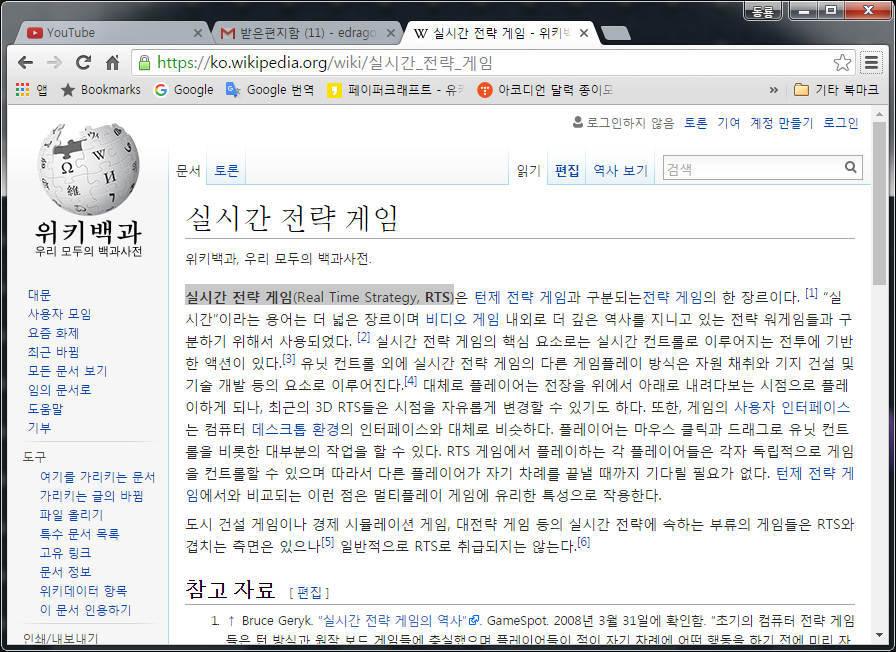 동룡
YouTube
받은편지함 (11) - edrago
실시간 전략 게임 - 위키백
https://ko.wikipedia.org/wiki/실시간_전략_게임
앱 Bookmarks Google Google 번역 페이퍼크래프트 - 유 아코디언 달력 종이 » 기타 북마크
로그인하지 않음 토론 기여 계정 만들기 로그인
문서 토론 읽기 편집 역사 보기 검색
위키백과
우리 모두의 백과사전
대문
사용자 모임
요즘 화제
최근 바뀜
모든 문서 보기
임의 문서로
도움말
기부
도구
여기를 가리키는 문서
가리키는 글의 바뀜
파일 올리기
특수 문서 목록
고유 링크
문서 정보
위키데이터 항목
이 문서 인용하기
인쇄/내보내기
실시간 전략 게임
위키백과, 우리 모두의 백과사전.
실시간 전략 게임(Real Time Strategy, RTS)은 턴제 전략 게임과 구분되는전략 게임의 한 장르이다. [1] “실
시간”이라는 용어는 더 넓은 장르이며 비디오 게임 내외로 더 깊은 역사를 지니고 있는 전략 워게임들과 구
분하기 위해서 사용되었다. [2] 실시간 전략 게임의 핵심 요소로는 실시간 컨트롤로 이루어지는 전투에 기반
한 액션이 있다.[3] 유닛 컨트롤 외에 실시간 전략 게임의 다른 게임플레이 방식은 자원 채취와 기지 건설 및
기술 개발 등의 요소로 이루어진다.[4] 대체로 플레이어는 전장을 위에서 아래로 내려다보는 시점으로 플레
이하게 되나, 최근의 3D RTS들은 시점을 자유롭게 변경할 수 있기도 하다. 또한, 게임의 사용자 인터페이스
는 컴퓨터 데스크톱 환경의 인터페이스와 대체로 비슷하다. 플레이어는 마우스 클릭과 드래그로 유닛 컨트
롤을 비롯한 대부분의 작업을 할 수 있다. RTS 게임에서 플레이하는 각 플레이어들은 각자 독립적으로 게임
을 컨트롤할 수 있으며 따라서 다른 플레이어가 자기 차례를 끝낼 때까지 기다릴 필요가 없다. 턴제 전략 게
임에서와 비교되는 이런 점은 멀티플레이 게임에 유리한 특성으로 작용한다.
도시 건설 게임이나 경제 시뮬레이션 게임, 대전략 게임 등의 실시간 전략에 속하는 부류의 게임들은 RTS와
겹치는 측면은 있으나[5] 일반적으로 RTS로 취급되지는 않는다.[6]
참고 자료 [ 편집 ]
1. ↑ Bruce Geryk. “실시간 전략 게임의 역사”. GameSpot. 2008년 3월 31일에 확인함. “초기의 컴퓨터 전략 게임
들은 턴 방식과 원작 보드 게임들에 충실했으며 플레이어들이 적이 자기 차례에 어떤 행동을 하기 전에 미리 자